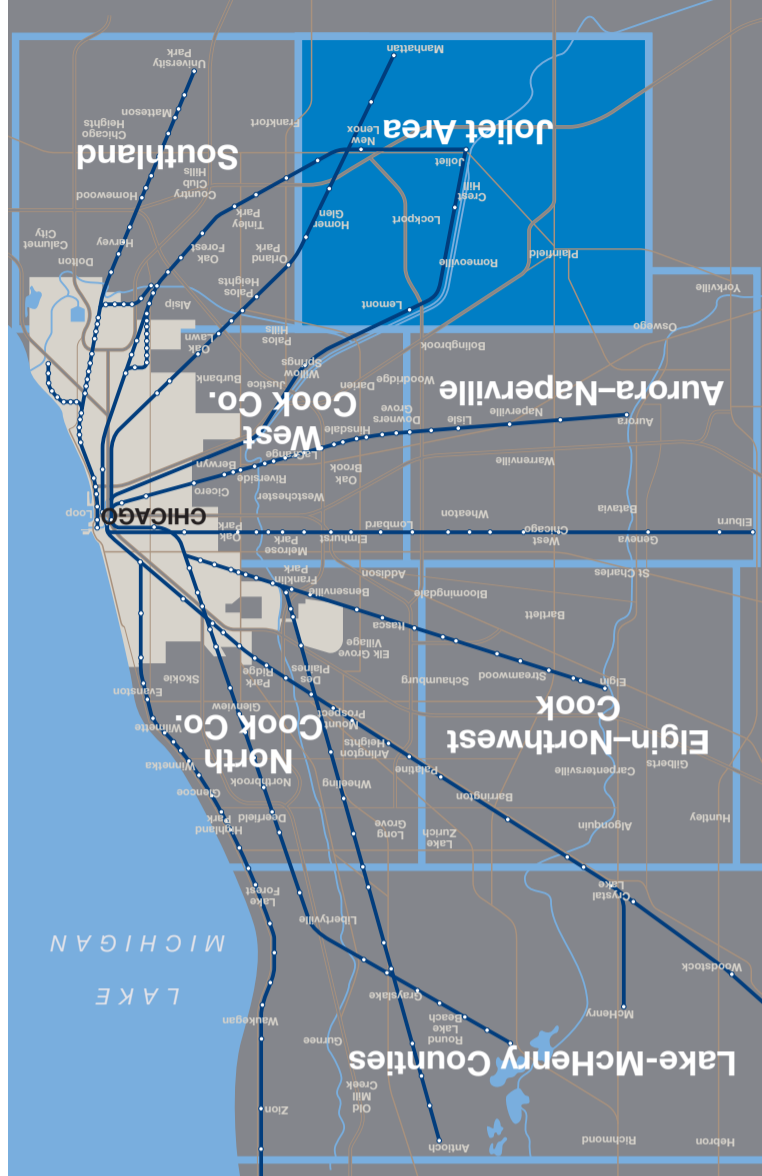 Hebron
Richmond
Antioch
Old
Mill
Creek
Zion
Lake-McHenry Counties
Round
Lake
Beach
Gurnee
McHenry
Waukegan
Woodstock
Grayslake
LAKE
MICHIGAN
Libertyville
Crystal
Lake
Lake
Forest
Lake
Zurich
Long
Grove
Huntley
Algonquin
Deerfield
Highland
Park
Barrington
Glencoe
Wheeling
Northbrook
Gilberts
Carpentersville
Palatine
Winnetka
Elgin–Northwest
Cook
Arlington
Heights
North
Cook Co.
Wilmette
Mount
Prospect
Glenview
Evanston
Elgin
Streamwood
Schaumburg
Des
Plaines
Park
Ridge
Skokie
Elk Grove
Village
Itasca
Bartlett
Bloomingdale
Bensenville
Franklin
Park
St Charles
Addison
Melrose
Park
Geneva
West
Chicago
Elmhurst
Oak
Park
Elburn
Lombard
CHICAGO
Loop
Batavia
Wheaton
Westchester
Cicero
Oak
Brook
Riverside
Berwyn
Warrenville
LaGrange
West
Cook Co.
Hinsdale
Aurora
Naperville
Lisle
Downers
Grove
Aurora–Naperville
Woodridge
Darien
Justice
Burbank
Willow
Springs
Bolingbrook
Palos
Hills
Oak
Lawn
Oswego
Lemont
Alsip
Yorkville
Palos
Heights
Romeoville
Dolton
Plainfield
Orland
Park
Oak
Forest
Harvey
Calumet
City
Lockport
Homer
Glen
Tinley
Park
Crest
Hill
Country
Club
Hills
Homewood
Joliet
Southland
Joliet Area
New
Lenox
Frankfort
Chicago
Heights
Matteson
University
Park
Manhattan